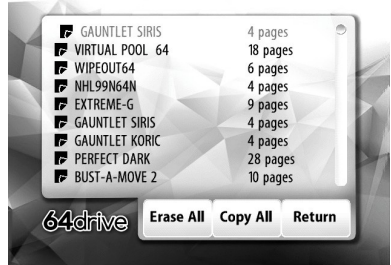 GAUNTLET SIRIS 4 pages
VIRTUAL POOL 64 18 pages
WIPEOUT64 6 pages
NHL99N64N 4 pages
EXTREME-G 9 pages
GAUNTLET SIRIS 4 pages
GAUNTLET KORIC 4 pages
PERFECT DARK 28 pages
BUST-A-MOVE 2 10 pages
64drive Erase All Copy All Return